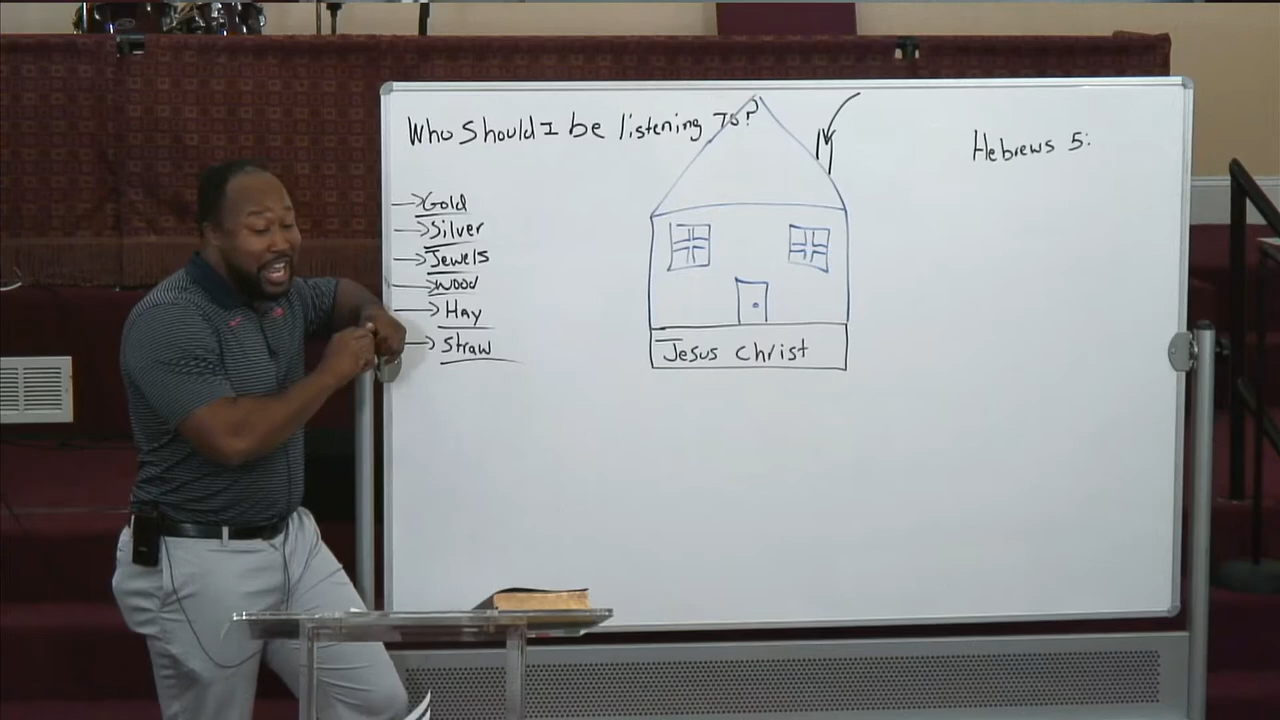 Who Should I be listening To?
Hebrews 5:
Gold
Silver
Jewels
Wood
Hay
Straw
Jesus Christ